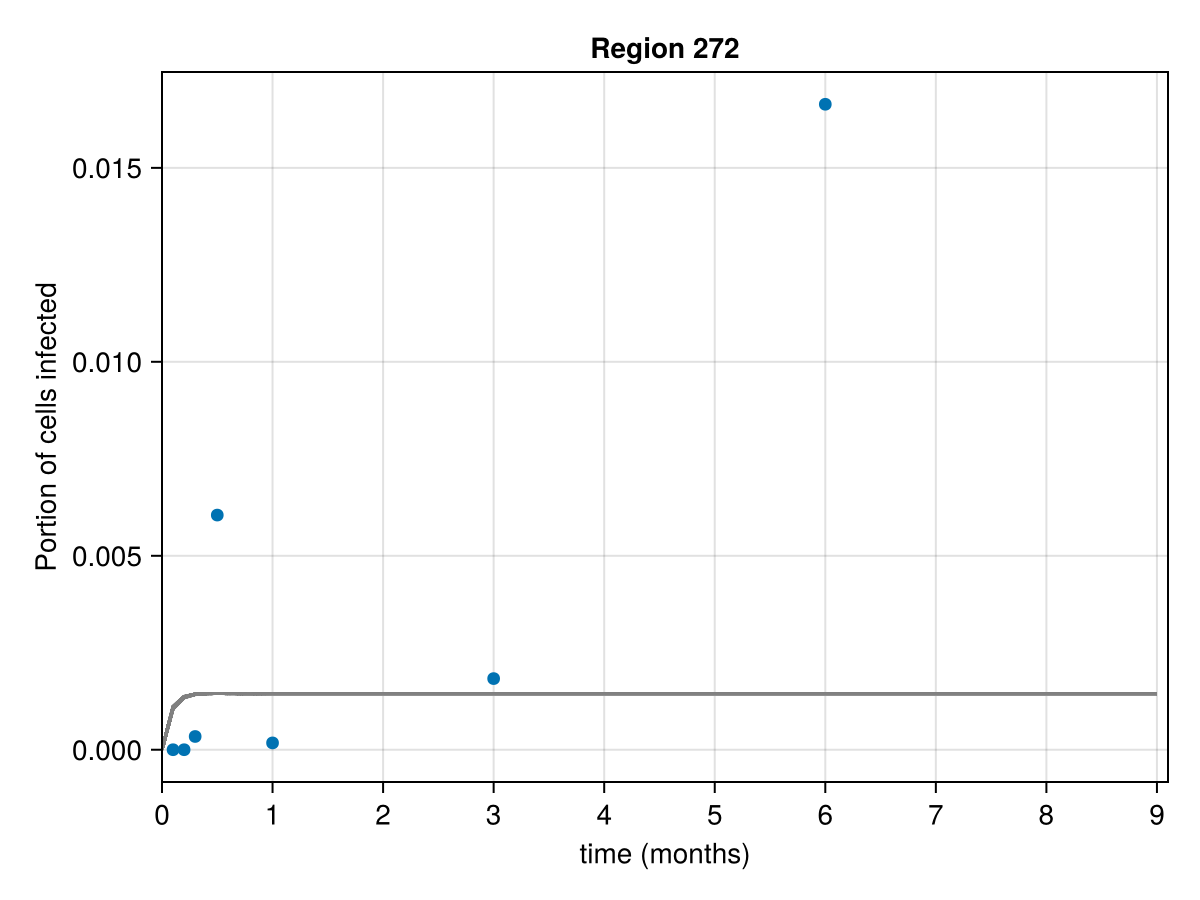 Region 272
Portion of cells infected
0.015
0.010
0.005
0.000
0 1 2 3 4 5 6 7 8 9
time (months)